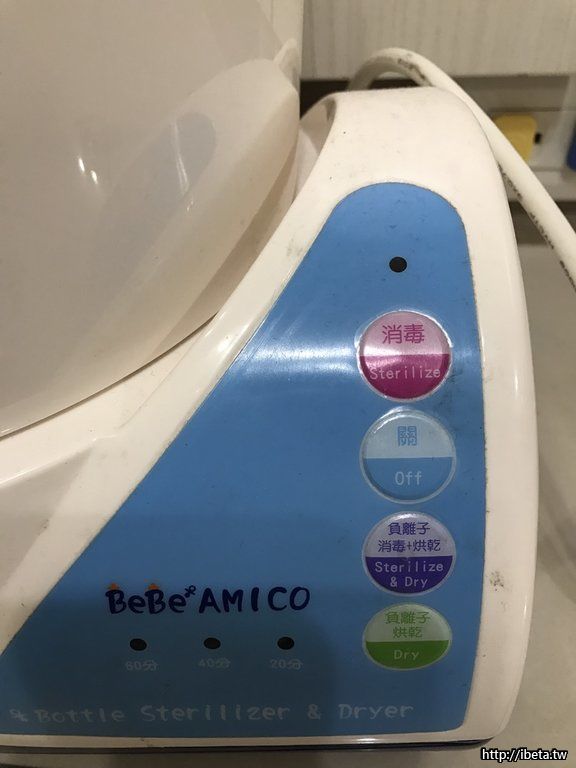 消毒
Sterilize
關
Off
負離子
消毒+烘乾
Sterilize
& Dry
BeBe*AMICO
負離子
烘乾
Dry
60分 40分 20分
& Bottle Sterilizer & Dryer
http://ibeta.tw